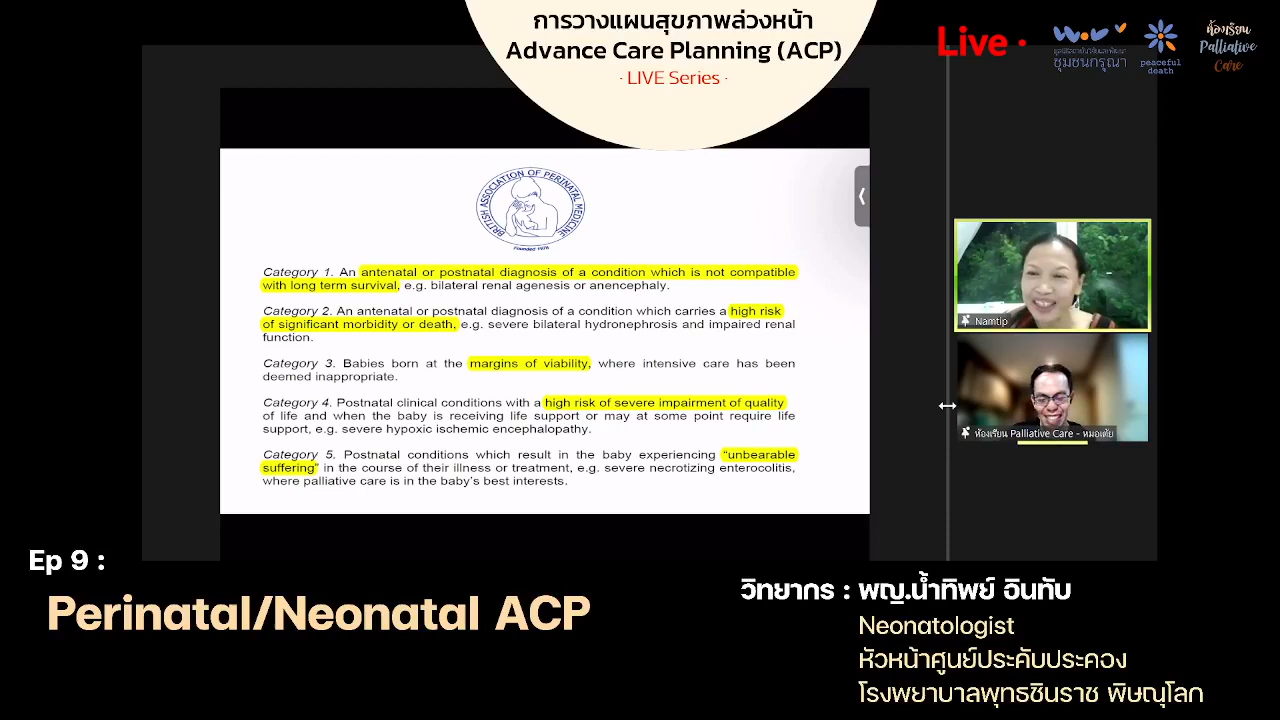 การวางแผนสุขภาพล่วงหน้า
Advance Care Planning (ACP)
· LIVE Series ·
Live ·
ชุมชนกรุณา
peaceful
death
ห้องเรียน
Palliative
Care
BRITISH ASSOCIATION OF PERINATAL MEDICINE
Founded 1976
Category 1. An antenatal or postnatal diagnosis of a condition which is not compatible
with long term survival, e.g. bilateral renal agenesis or anencephaly.
Category 2. An antenatal or postnatal diagnosis of a condition which carries a high risk
of significant morbidity or death, e.g. severe bilateral hydronephrosis and impaired renal
function.
Category 3. Babies born at the margins of viability, where intensive care has been
deemed inappropriate.
Category 4. Postnatal clinical conditions with a high risk of severe impairment of quality
of life and when the baby is receiving life support or may at some point require life
support, e.g. severe hypoxic ischemic encephalopathy.
Category 5. Postnatal conditions which result in the baby experiencing “unbearable
suffering” in the course of their illness or treatment, e.g. severe necrotizing enterocolitis,
where palliative care is in the baby’s best interests.
Namtip
ห้องเรียน Palliative Care - หมอเต้ย
Ep 9 :
Perinatal/Neonatal ACP
วิทยากร : พญ.น้ำทิพย์ อินทับ
Neonatologist
หัวหน้าศูนย์ประคับประคอง
โรงพยาบาลพุทธชินราช พิษณุโลก